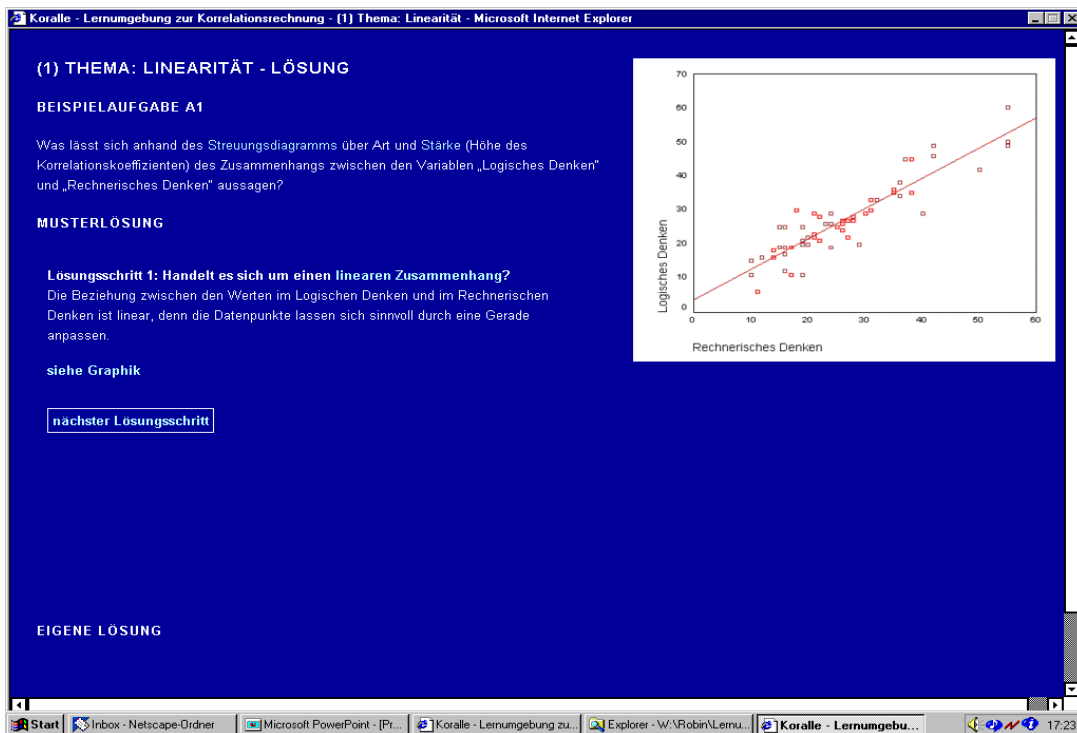 Koralle - Lernumgebung zur Korrelationsrechnung - (1) Thema: Linearität - Microsoft Internet Explorer
(1) THEMA: LINEARITÄT - LÖSUNG
BEISPIELAUFGABE A1
Was lässt sich anhand des Streuungsdiagramms über Art und Stärke (Höhe des
Korrelationskoeffizienten) des Zusammenhangs zwischen den Variablen „Logisches Denken"
und „Rechnerisches Denken" aussagen?
MUSTERLÖSUNG
Lösungsschritt 1: Handelt es sich um einen linearen Zusammenhang?
Die Beziehung zwischen den Werten im Logischen Denken und im Rechnerischen
Denken ist linear, denn die Datenpunkte lassen sich sinnvoll durch eine Gerade
anpassen.
siehe Graphik
nächster Lösungsschritt
EIGENE LÖSUNG
70
60
50
40
30
20
10
0
Logisches Denken
0 10 20 30 40 50 60
Rechnerisches Denken
Start Inbox - Netscape-Ordner Microsoft PowerPoint - [Pr... Koralle - Lernumgebung zu... Explorer - W:\Robin\Lernu... Koralle - Lernumgebu... 17:23